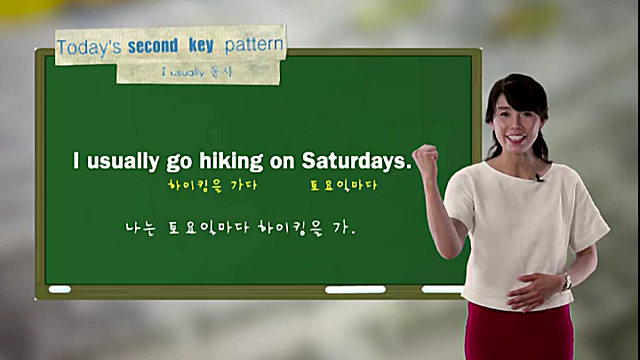 Today's second key pattern
I usually 동사
I usually go hiking on Saturdays.
하이킹을 가다 토요일마다
나는 토요일마다 하이킹을 가.